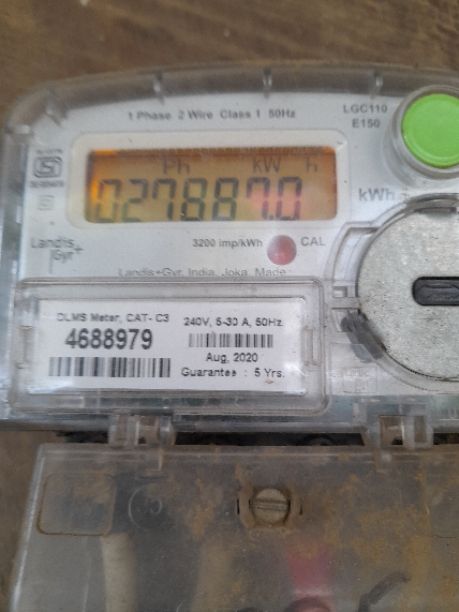 1 Phase 2 Wire Class 1 50Hz
LGC110
E150
Ph kW h
027887.0
kWh
Landis
Gyr+
3200 imp/kWh
CAL
Landis+Gyr, India, Joka, Made
DLMS Meter, CAT- C3
4688979
240V, 5-30 A, 50Hz
Aug, 2020
Guarantee : 5 Yrs.